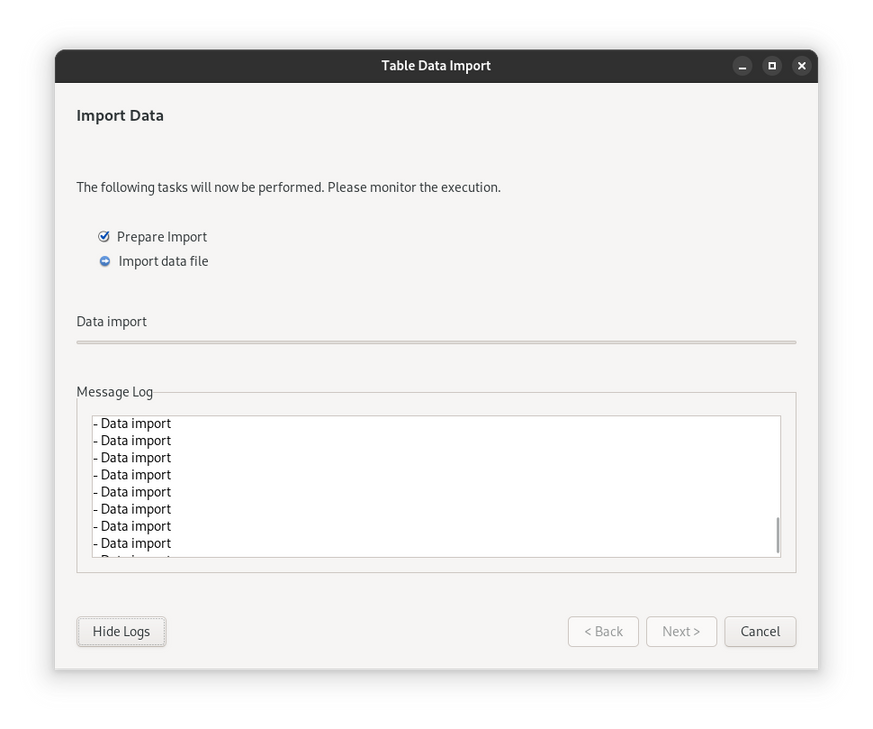 Table Data Import
Import Data
The following tasks will now be performed. Please monitor the execution.
Prepare Import
Import data file
Data import
Message Log
- Data import
- Data import
- Data import
- Data import
- Data import
- Data import
- Data import
- Data import
Hide Logs
< Back
Next >
Cancel